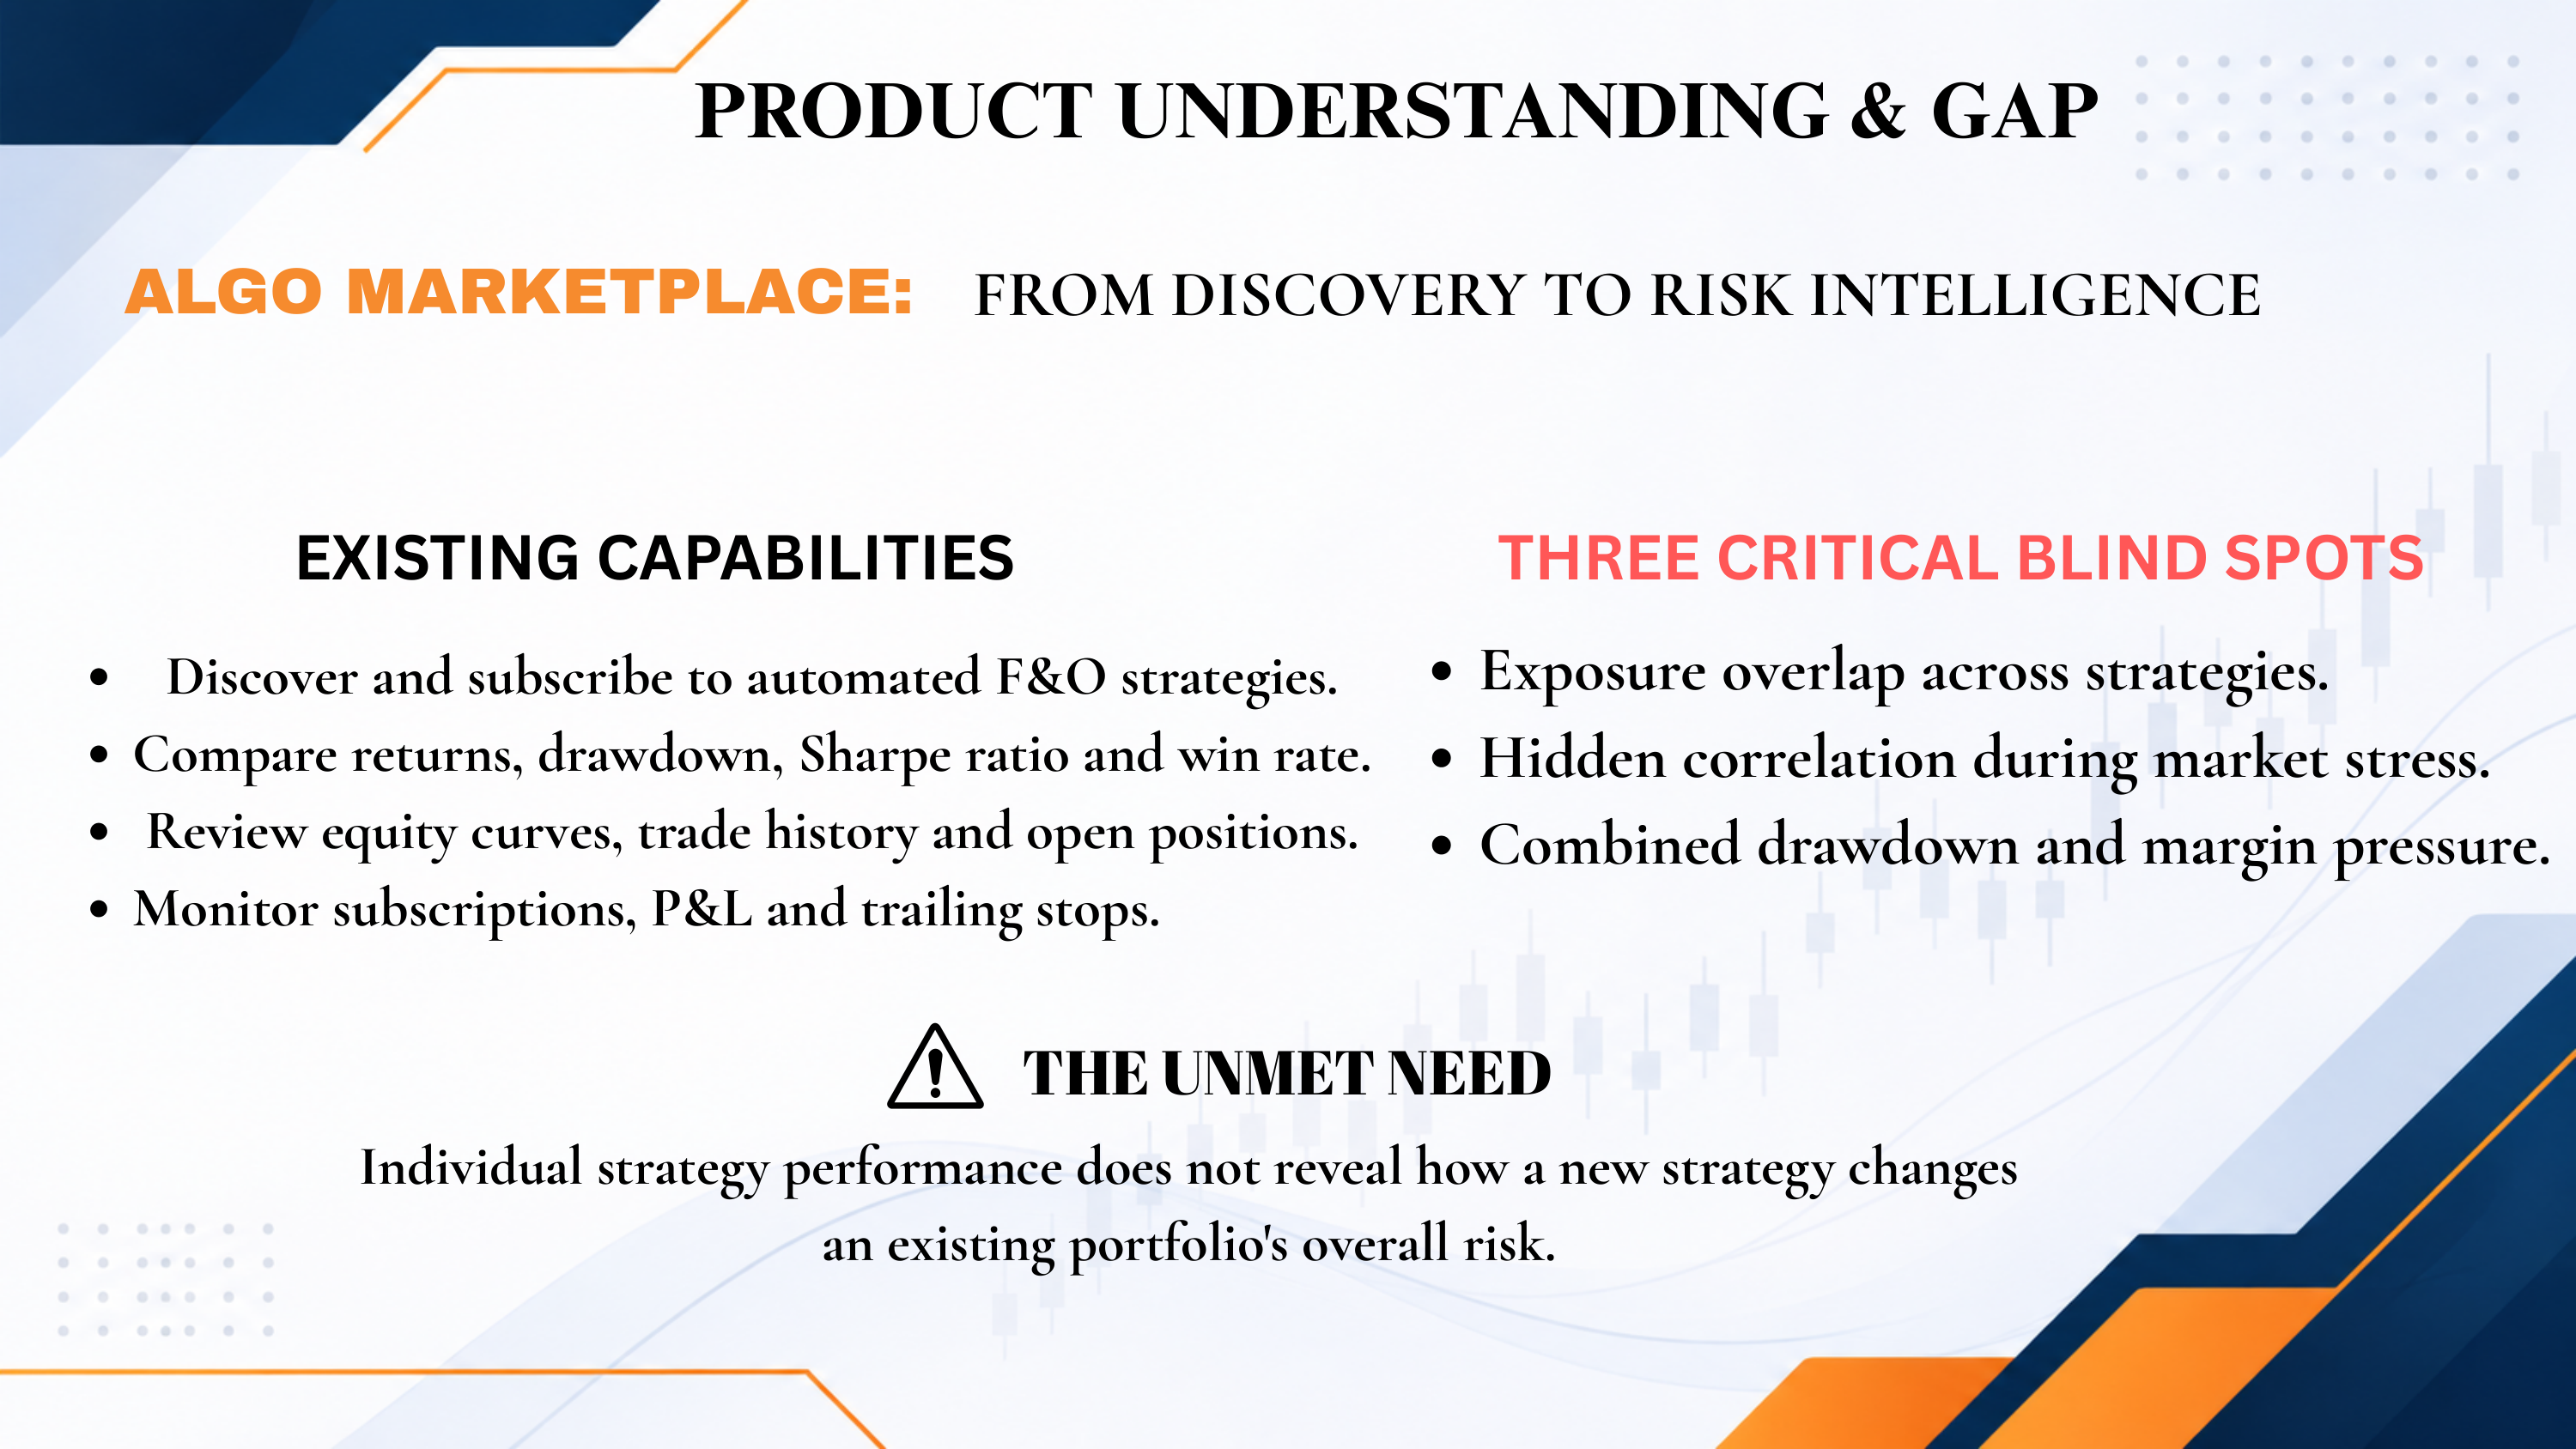 PRODUCT UNDERSTANDING & GAP
ALGO MARKETPLACE: FROM DISCOVERY TO RISK INTELLIGENCE
EXISTING CAPABILITIES
• Discover and subscribe to automated F&O strategies.
• Compare returns, drawdown, Sharpe ratio and win rate.
• Review equity curves, trade history and open positions.
• Monitor subscriptions, P&L and trailing stops.
THREE CRITICAL BLIND SPOTS
• Exposure overlap across strategies.
• Hidden correlation during market stress.
• Combined drawdown and margin pressure.
THE UNMET NEED
Individual strategy performance does not reveal how a new strategy changes
an existing portfolio's overall risk.